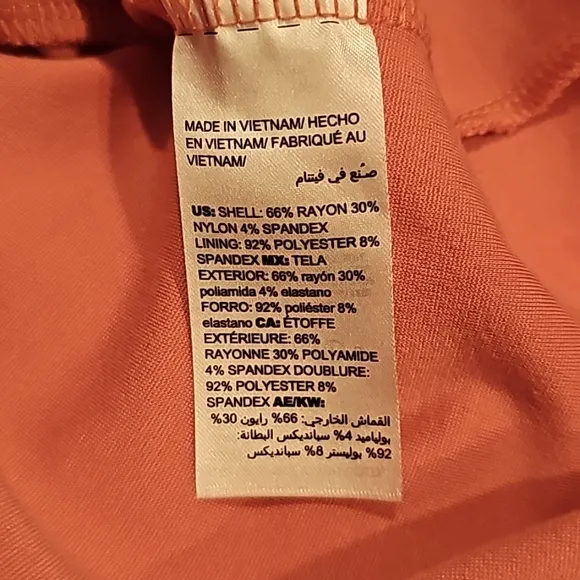 MADE IN VIETNAM/ HECHO
EN VIETNAM/ FABRIQUÉ AU
VIETNAM/
صنع في فيتنام
US: SHELL: 66% RAYON 30%
NYLON 4% SPANDEX
LINING: 92% POLYESTER 8%
SPANDEX MX: TELA
EXTERIOR: 66% rayón 30%
poliamida 4% elastano
FORRO: 92% poliéster 8%
elastano CA: ÉTOFFE
EXTÉRIEURE: 66%
RAYONNE 30% POLYAMIDE
4% SPANDEX DOUBLURE:
92% POLYESTER 8%
SPANDEX AE/KW:
القماش الخارجي: 66% رايون 30%
بولياميد 4% سبانديكس البطانة:
92% بوليستر 8% سبانديكس